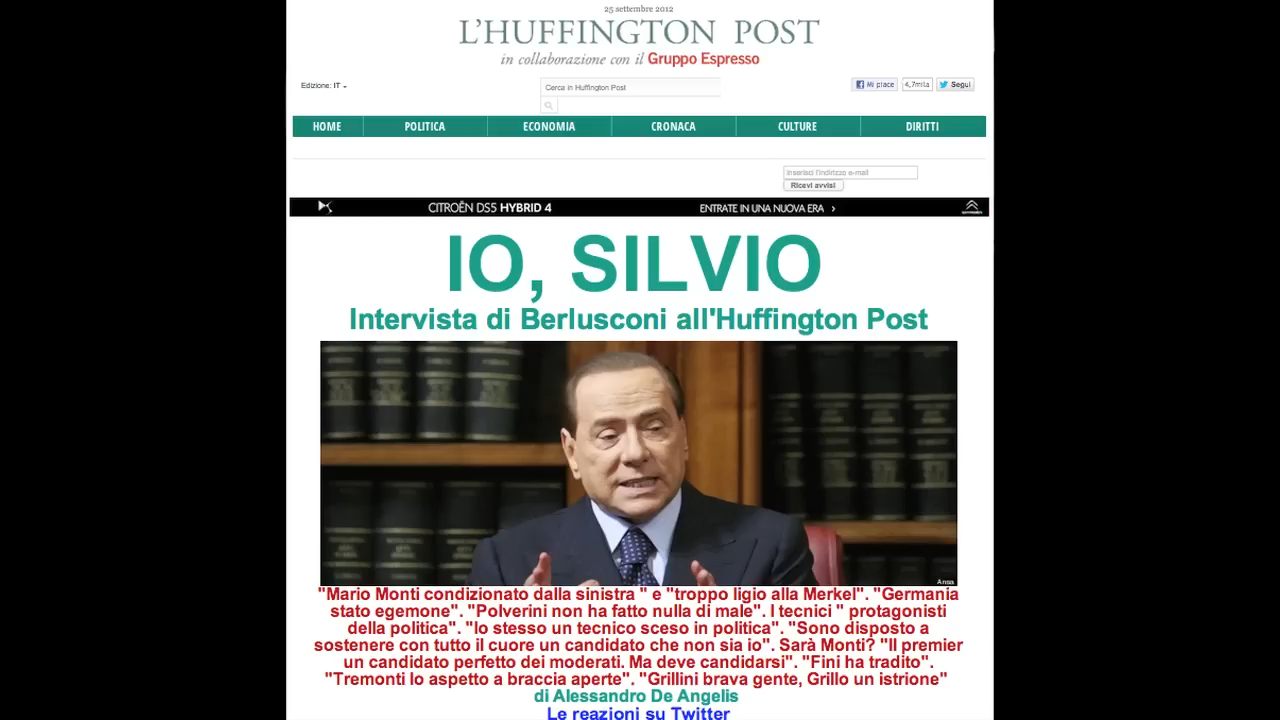 25 settembre 2012
L'HUFFINGTON POST
in collaborazione con il Gruppo Espresso
Edizione: IT
Cerca in Huffington Post
Mi piace
4,7mila
Segui
HOME POLITICA ECONOMIA CRONACA CULTURE DIRITTI
Inserisci l'indirizzo e-mail
Ricevi avvisi
CITROËN DS5 HYBRID 4 ENTRATE IN UNA NUOVA ERA ›
IO, SILVIO
Intervista di Berlusconi all'Huffington Post
Ansa
"Mario Monti condizionato dalla sinistra " e "troppo ligio alla Merkel". "Germania
stato egemone". "Polverini non ha fatto nulla di male". I tecnici " protagonisti
della politica". "Io stesso un tecnico sceso in politica". "Sono disposto a
sostenere con tutto il cuore un candidato che non sia io". Sarà Monti? "Il premier
un candidato perfetto dei moderati. Ma deve candidarsi". "Fini ha tradito".
"Tremonti lo aspetto a braccia aperte". "Grillini brava gente, Grillo un istrione"
di Alessandro De Angelis
Le reazioni su Twitter